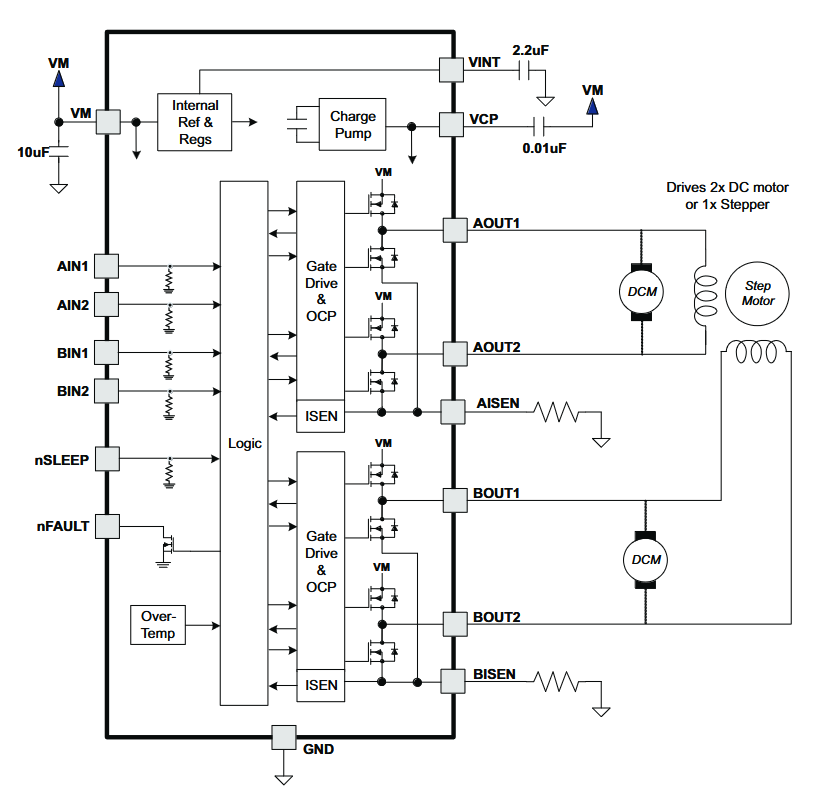 2.2uF
VM
VINT
VM
Internal
Ref &
Regs
Charge
Pump
VM
VCP
10uF
0.01uF
VM
Drives 2x DC motor
or 1x Stepper
AOUT1
AIN1
Gate
Drive
&
OCP
DCM
Step
Motor
VM
AIN2
BIN1
AOUT2
BIN2
AISEN
ISEN
Logic
VM
nSLEEP
BOUT1
nFAULT
Gate
Drive
&
OCP
DCM
VM
Over-
Temp
BOUT2
BISEN
ISEN
GND